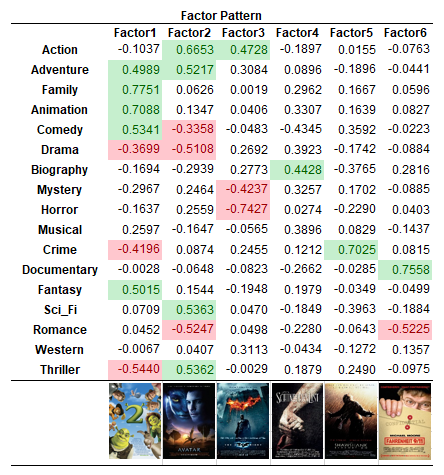 Factor Pattern
Factor1 Factor2 Factor3 Factor4 Factor5 Factor6
Action -0.1037 0.6653 0.4728 -0.1897 0.0155 -0.0763
Adventure 0.4989 0.5217 0.3084 0.0896 -0.1896 -0.0441
Family 0.7751 0.0626 0.0019 0.2962 0.1667 0.0596
Animation 0.7088 0.1347 0.0406 0.3307 0.1639 0.0827
Comedy 0.5341 -0.3358 -0.0483 -0.4345 0.3592 -0.0223
Drama -0.3699 -0.5108 0.2692 0.3923 -0.1742 -0.0884
Biography -0.1694 -0.2939 0.2773 0.4428 -0.3765 0.2816
Mystery -0.2967 0.2464 -0.4237 0.3257 0.1702 -0.0885
Horror -0.1637 0.2559 -0.7427 0.0274 -0.2290 0.0403
Musical 0.2597 -0.1647 -0.0565 0.3896 0.0829 -0.1437
Crime -0.4196 0.0874 0.2455 0.1212 0.7025 0.0815
Documentary -0.0028 -0.0648 -0.0823 -0.2662 -0.0285 0.7558
Fantasy 0.5015 0.1544 -0.1948 0.1979 -0.0349 -0.0499
Sci_Fi 0.0709 0.5363 0.0470 -0.1849 -0.3963 -0.1884
Romance 0.0452 -0.5247 0.0498 -0.2280 -0.0643 -0.5225
Western -0.0067 0.0407 0.3113 -0.0434 -0.1272 0.1357
Thriller -0.5440 0.5362 -0.0029 0.1879 0.2490 -0.0975
2 AVATAR FAHRENHEIT 9/11